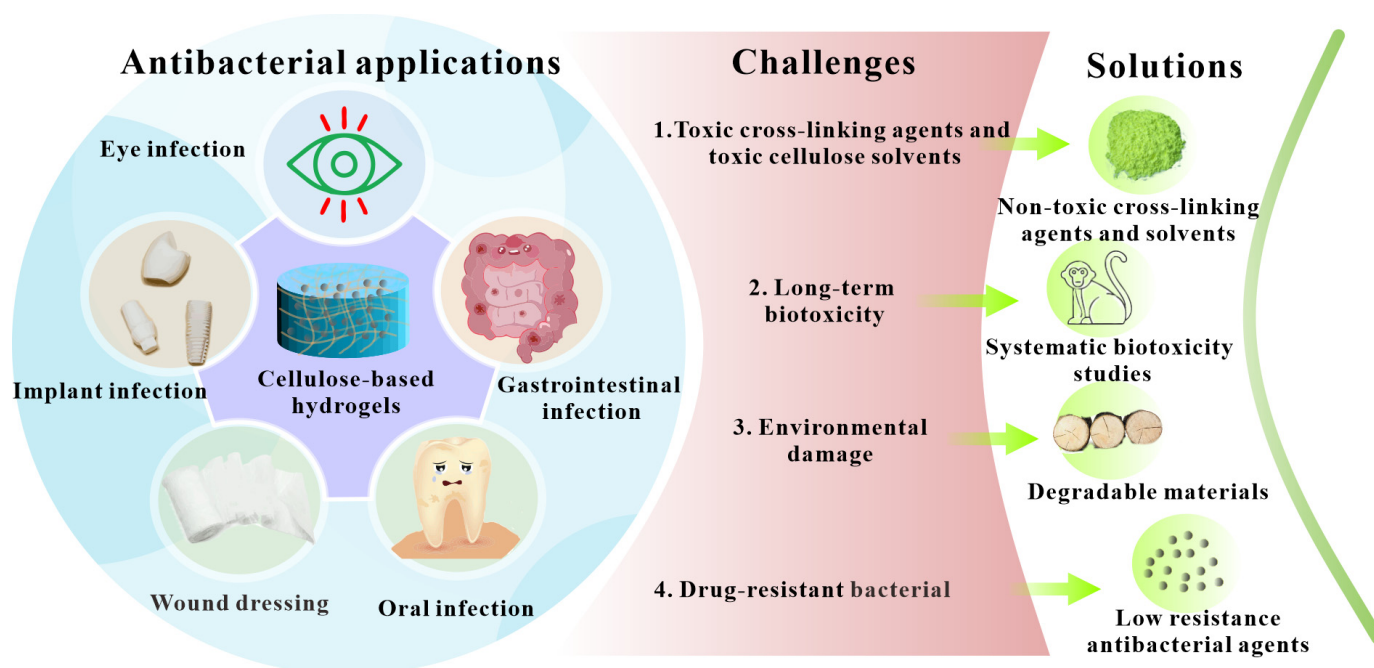 Antibacterial applications
Eye infection
Implant infection
Cellulose-based
hydrogels
Gastrointestinal
infection
Wound dressing
Oral infection
Challenges
1.Toxic cross-linking agents and
toxic cellulose solvents
2. Long-term
biotoxicity
3. Environmental
damage
4. Drug-resistant bacterial
Solutions
Non-toxic cross-linking
agents and solvents
Systematic biotoxicity
studies
Degradable materials
Low resistance
antibacterial agents